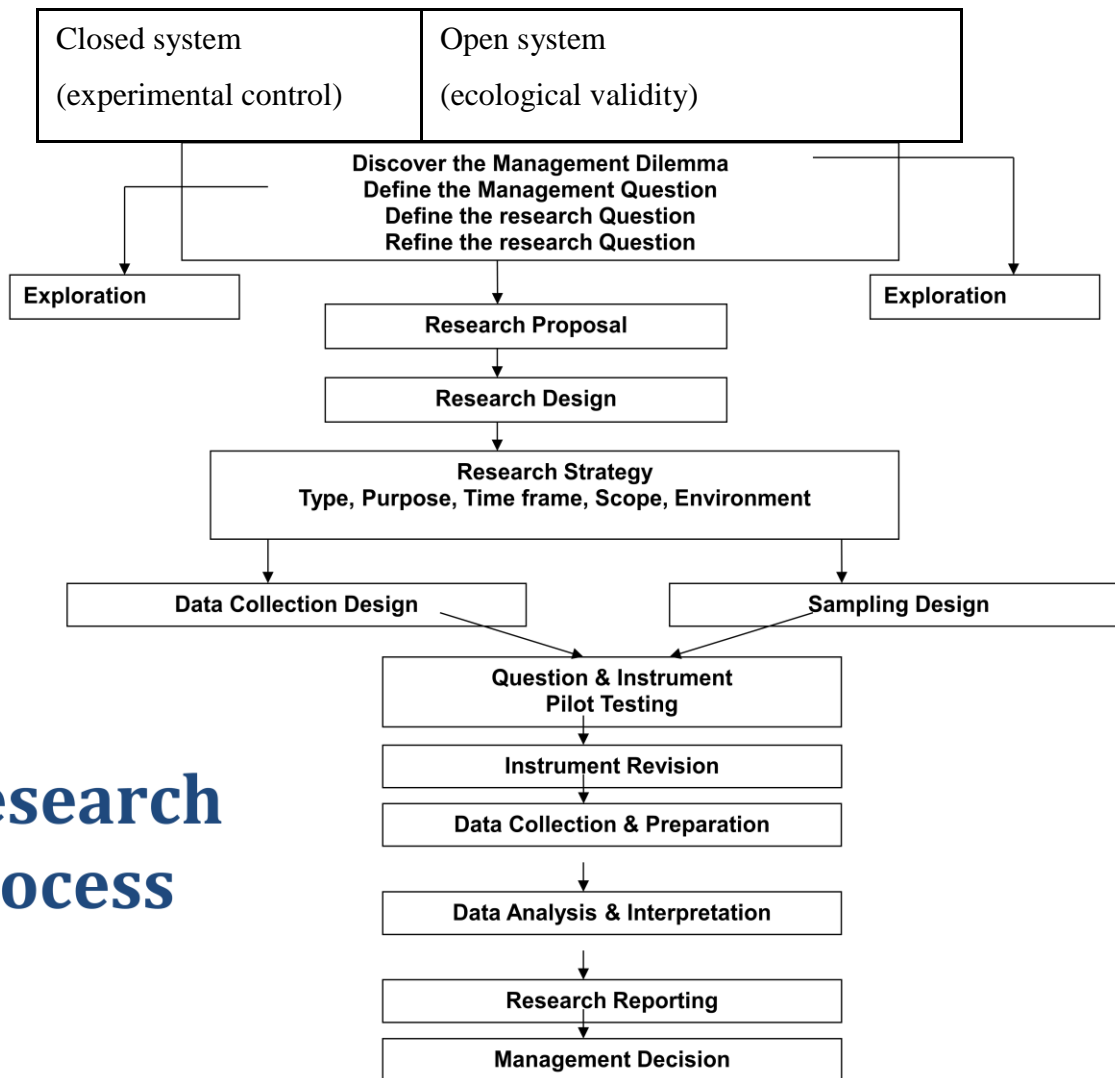 Closed system
(experimental control)
Open system
(ecological validity)
Discover the Management Dilemma
Define the Management Question
Define the research Question
Refine the research Question
Exploration
Exploration
Research Proposal
Research Design
Research Strategy
Type, Purpose, Time frame, Scope, Environment
Data Collection Design
Sampling Design
Question & Instrument
Pilot Testing
Instrument Revision
Data Collection & Preparation
Data Analysis & Interpretation
Research Reporting
Management Decision
esearch
ocess